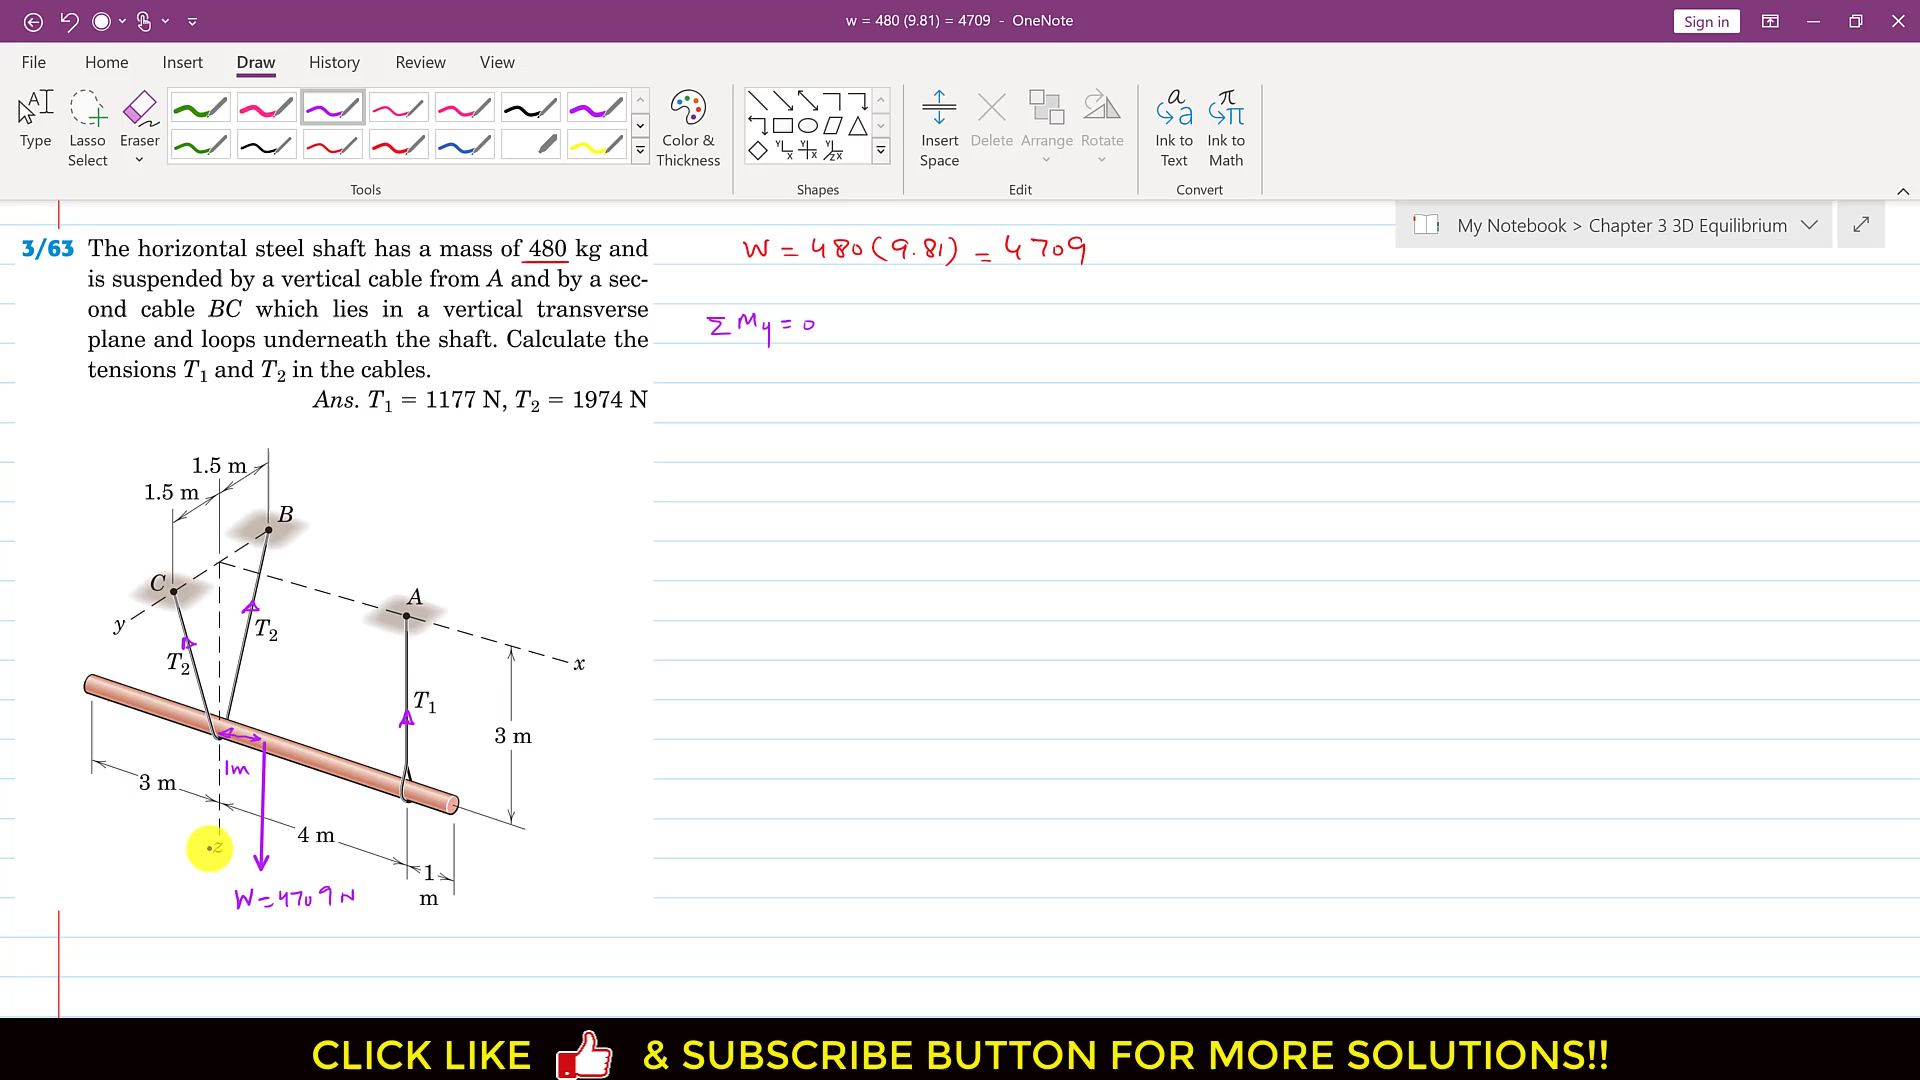 w = 480 (9.81) = 4709 - OneNote
Sign in
File Home Insert Draw History Review View
Type
Lasso Select
Eraser
Color & Thickness
Insert Space
Delete
Arrange
Rotate
Ink to Text
Ink to Math
Tools
Shapes
Edit
Convert
My Notebook > Chapter 3 3D Equilibrium
3/63 The horizontal steel shaft has a mass of 480 kg and
is suspended by a vertical cable from A and by a sec-
ond cable BC which lies in a vertical transverse
plane and loops underneath the shaft. Calculate the
tensions T₁ and T₂ in the cables.
Ans. T₁ = 1177 N, T₂ = 1974 N
W = 480(9.81) = 4709
ΣMy = 0
1.5 m
1.5 m
B
C
A
y
T₂
T₂
x
T₁
3 m
1m
3 m
4 m
z
1
m
W=4709 N
CLICK LIKE & SUBSCRIBE BUTTON FOR MORE SOLUTIONS!!